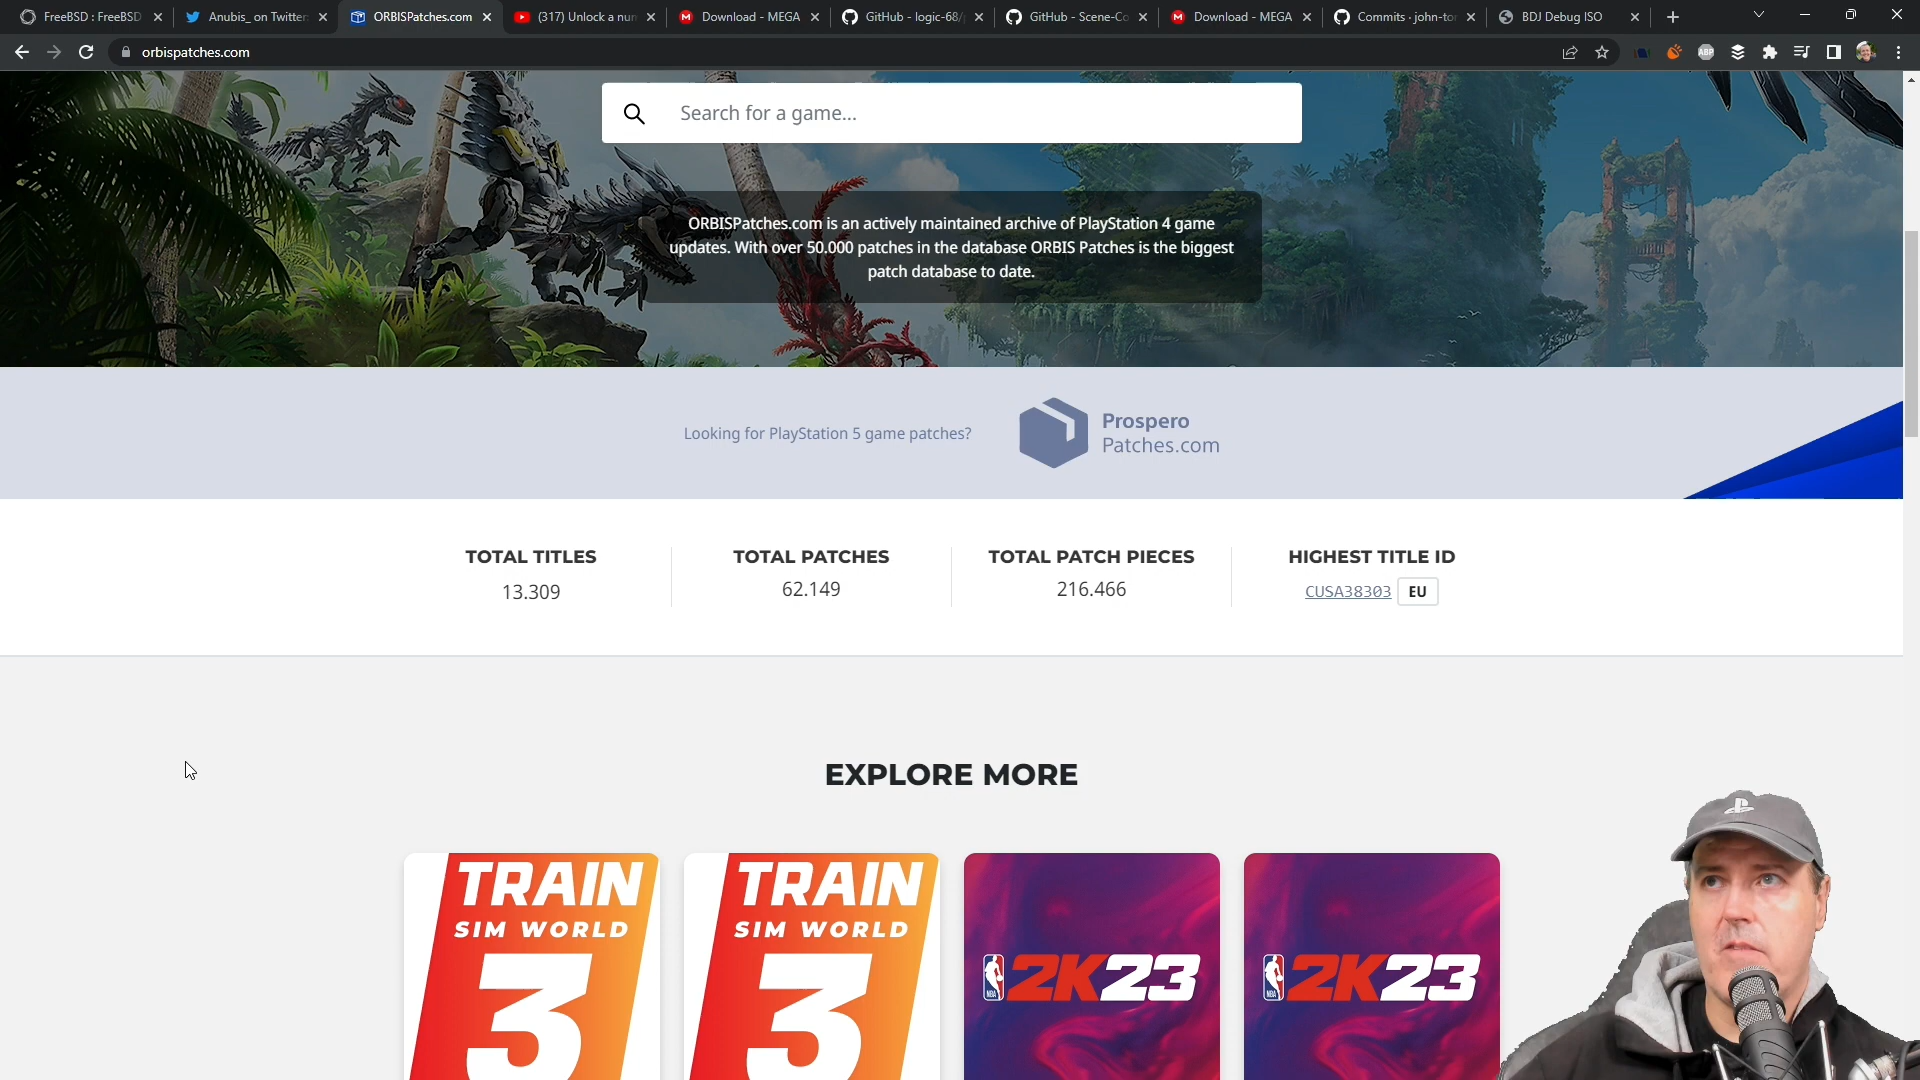 FreeBSD : FreeBSD
Anubis_ on Twitter
ORBISPatches.com
(317) Unlock a nu
Download - MEGA
GitHub - logic-68/
GitHub - Scene-Co
Download - MEGA
Commits · john-tor
BDJ Debug ISO
orbispatches.com
ABP
Search for a game...
ORBISPatches.com is an actively maintained archive of PlayStation 4 game
updates. With over 50.000 patches in the database ORBIS Patches is the biggest
patch database to date.
Looking for PlayStation 5 game patches?
Prospero
Patches.com
TOTAL TITLES
13.309
TOTAL PATCHES
62.149
TOTAL PATCH PIECES
216.466
HIGHEST TITLE ID
CUSA38303 EU
EXPLORE MORE
TRAIN
SIM WORLD
3
TRAIN
SIM WORLD
3
NBA
2K23
NBA
2K23